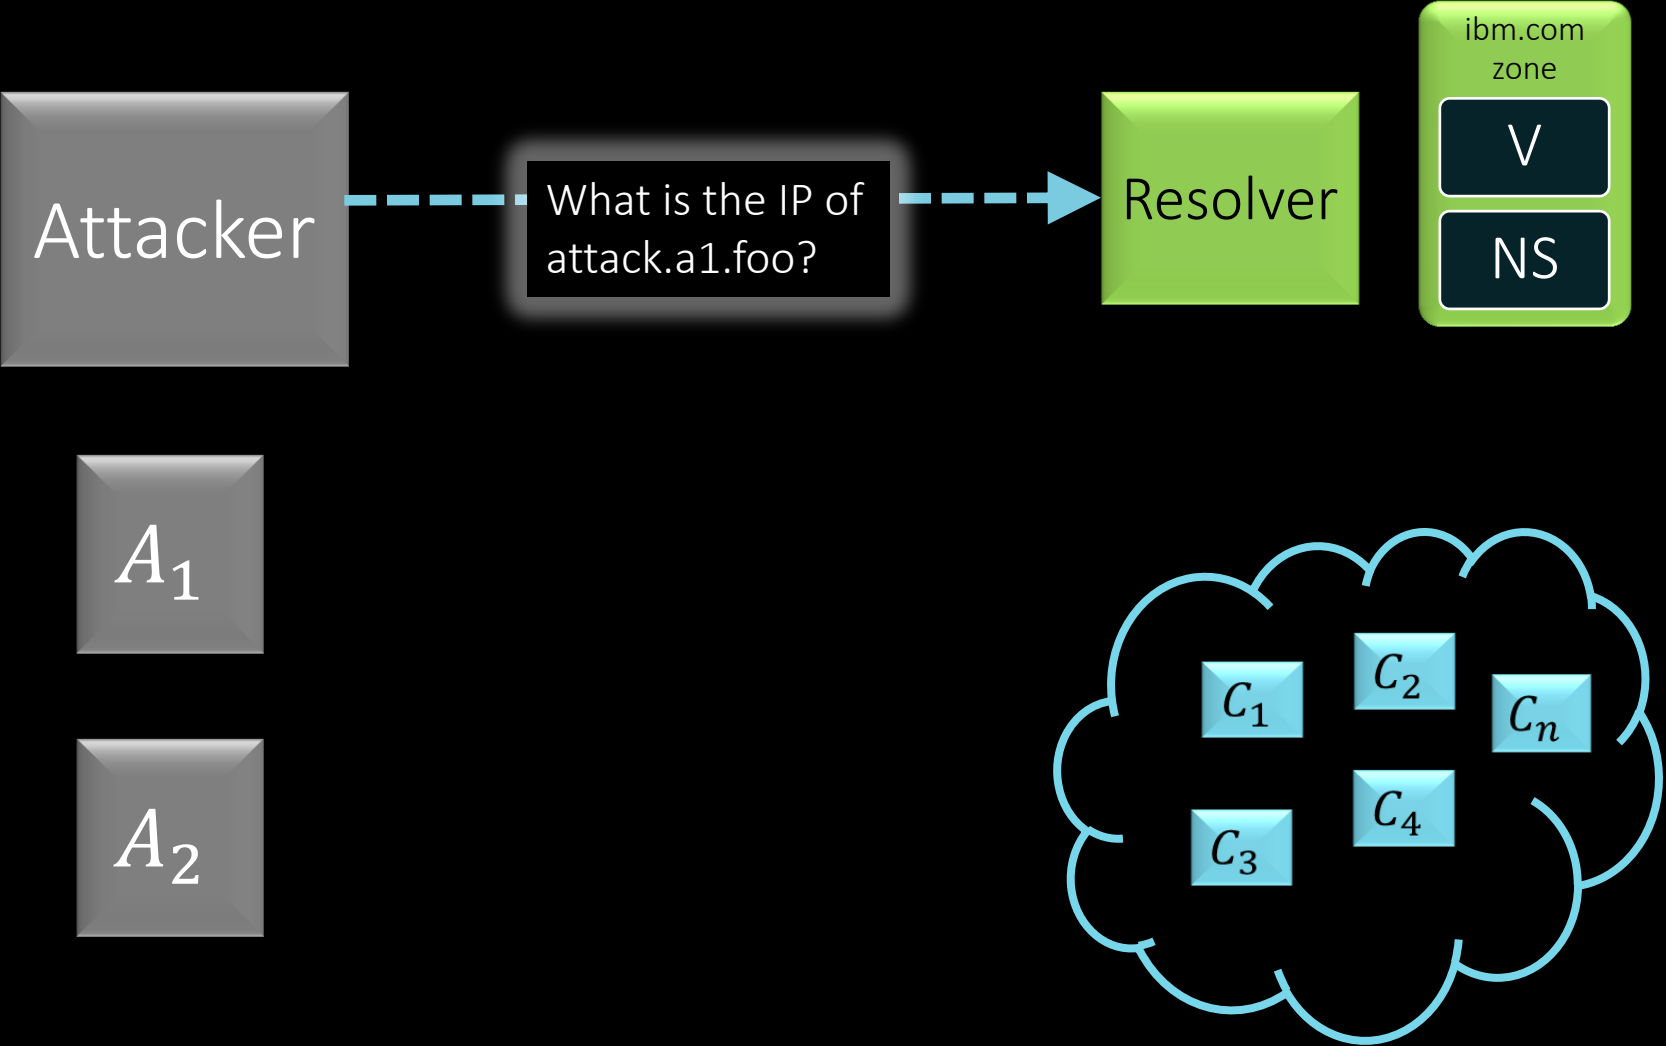 ibm.com
zone
V
NS
Attacker
What is the IP of
attack.a1.foo?
Resolver
A₁
A₂
C₁
C₂
Cₙ
C₃
C₄